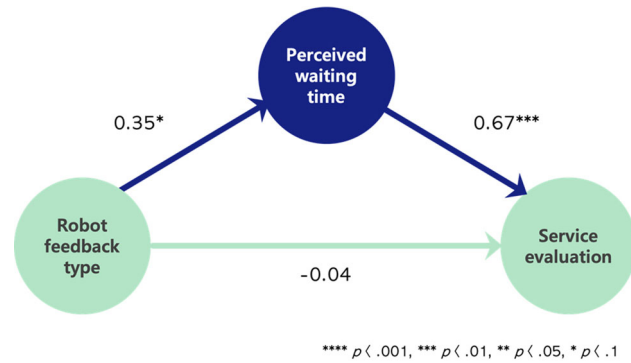 Perceived
waiting
time
0.35*
0.67***
Robot
feedback
type
Service
evaluation
-0.04
**** p〈 .001, *** p〈 .01, ** p〈 .05, * p〈 .1